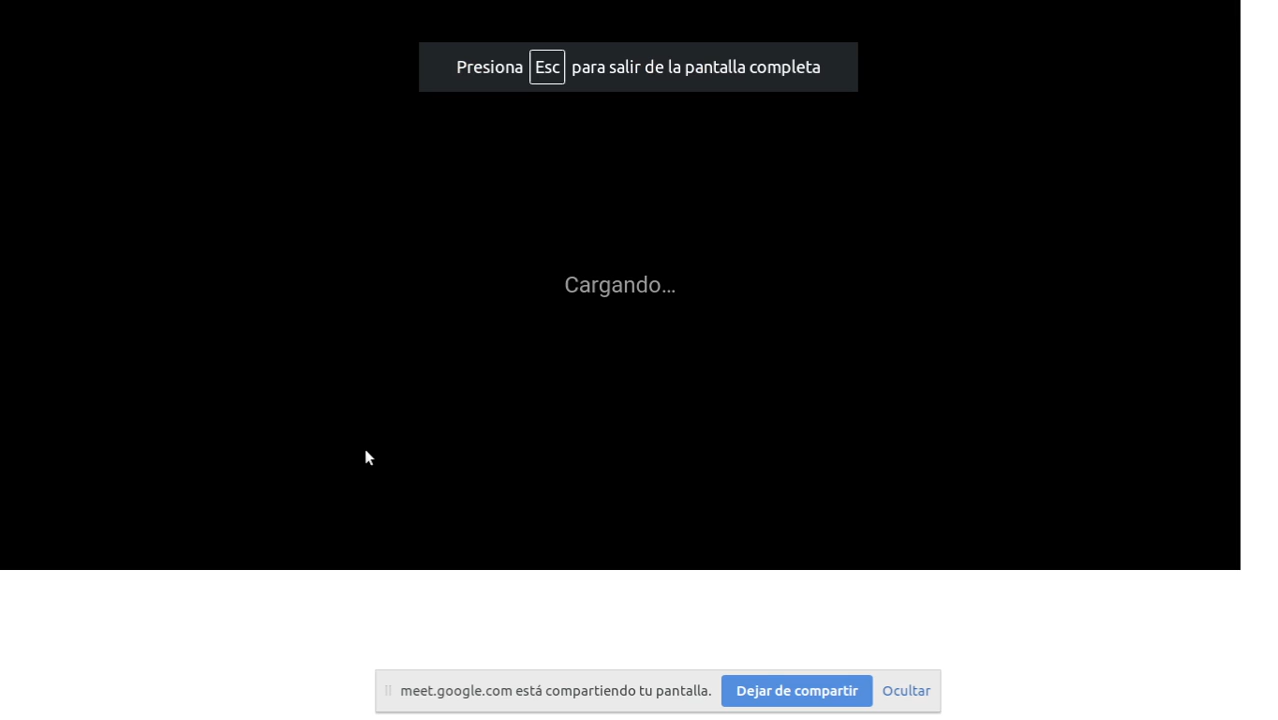 Presiona Esc para salir de la pantalla completa
Cargando...
meet.google.com está compartiendo tu pantalla. Dejar de compartir Ocultar